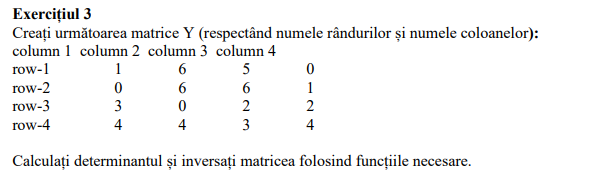 Exercițiul 3
Creați următoarea matrice Y (respectând numele rândurilor și numele coloanelor):
column 1 column 2 column 3 column 4
row-1 1 6 5 0
row-2 0 6 6 1
row-3 3 0 2 2
row-4 4 4 3 4
Calculați determinantul și inversați matricea folosind funcțiile necesare.